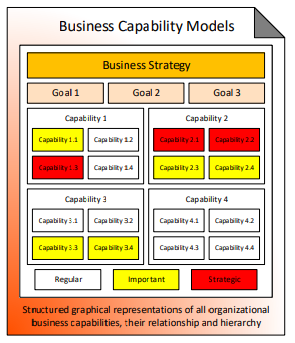 Business Capability Models
Business Strategy
Goal 1 Goal 2 Goal 3
Capability 1 Capability 2
Capability 1.1 Capability 1.2 Capability 2.1 Capability 2.2
Capability 1.3 Capability 1.4 Capability 2.3 Capability 2.4
Capability 3 Capability 4
Capability 3.1 Capability 3.2 Capability 4.1 Capability 4.2
Capability 3.3 Capability 3.4 Capability 4.3 Capability 4.4
Regular Important Strategic
Structured graphical representations of all organizational
business capabilities, their relationship and hierarchy